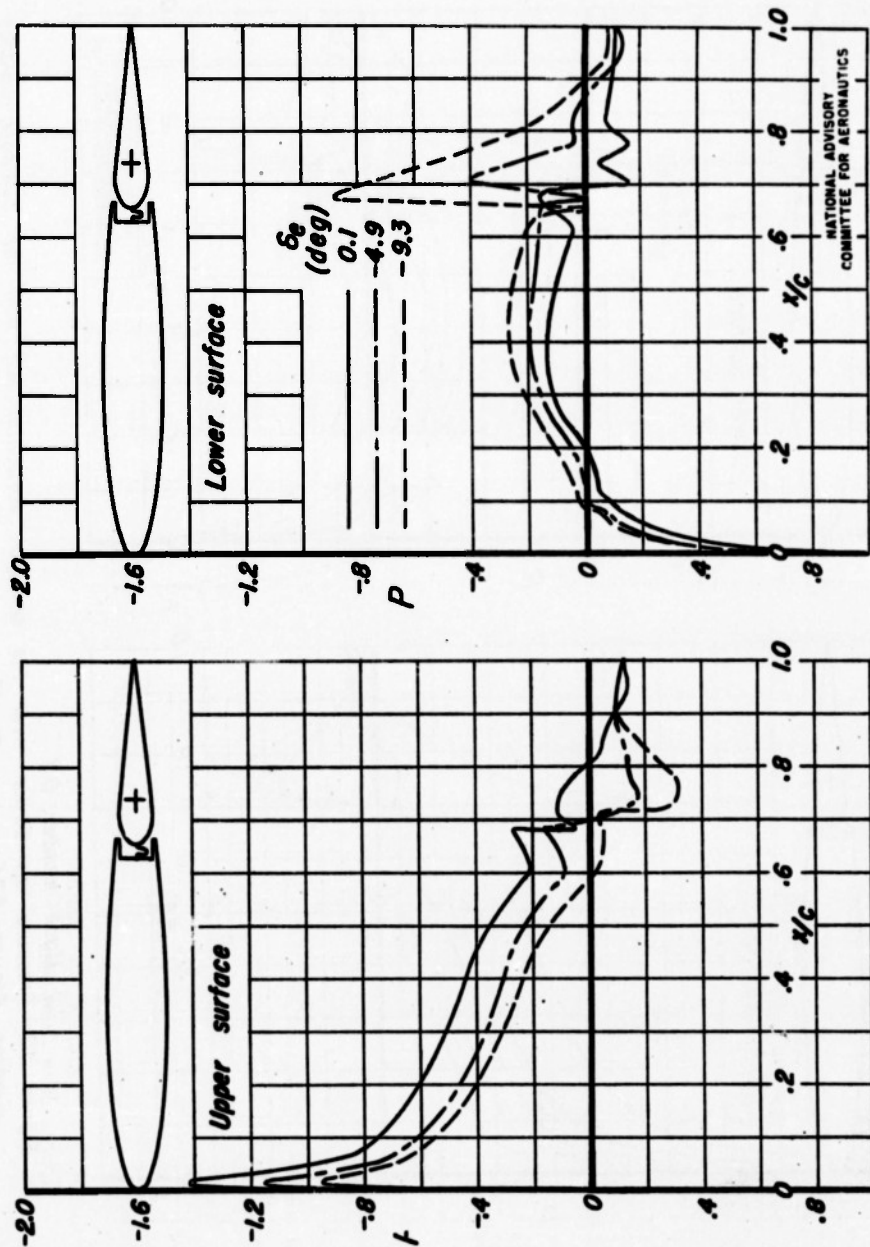 -2.0
-1.6
-1.2
-.8
-.4
0
.4
.8
Upper surface
0 .2 .4 .6 .8 1.0
x/c
-2.0
-1.6
-1.2
-.8
P
-.4
0
.4
.8
Lower surface
δe
(deg)
0.1
-4.9
-9.3
0 .2 .4 .6 .8 1.0
x/c
NATIONAL ADVISORY
COMMITTEE FOR AERONAUTICS